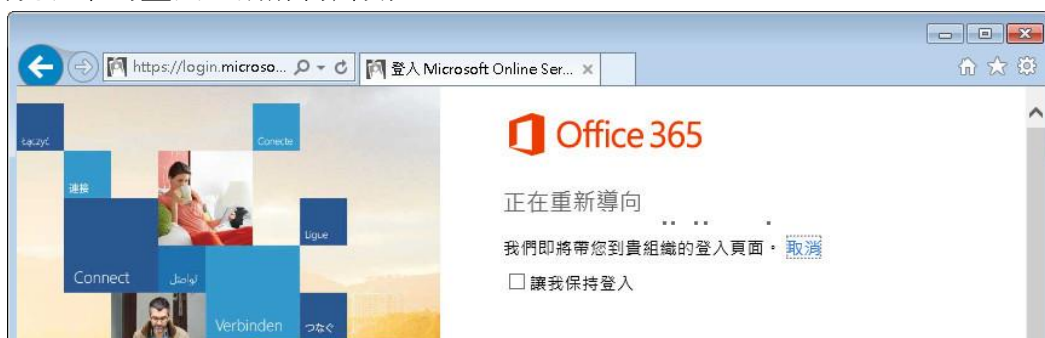 https://login.microso...
登入 Microsoft Online Ser...
Łączyć
Conecte
連接
Ligue
Connect
تواصل
Verbinden
つなぐ
Office 365
正在重新導向
我們即將帶您到貴組織的登入頁面。 取消
讓我保持登入